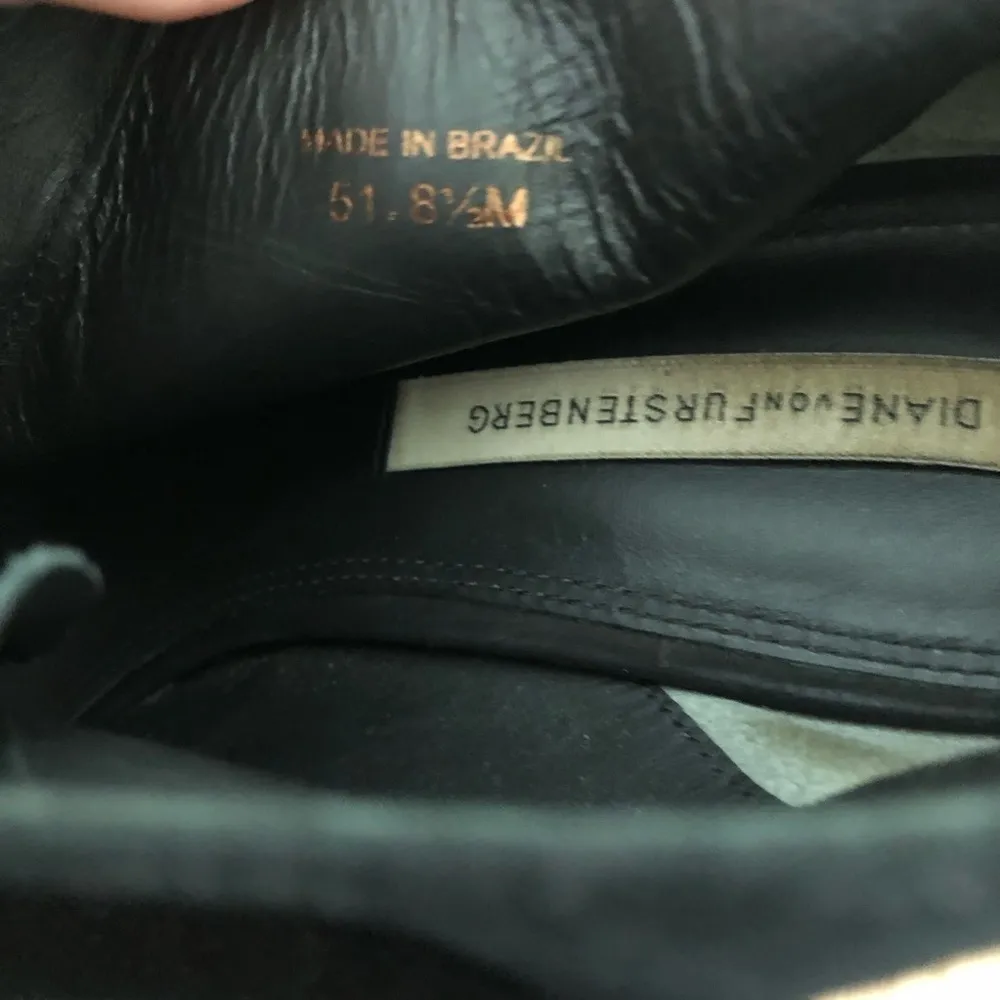 MADE IN BRAZIL
51.8½M
DIANE VON FURSTENBERG